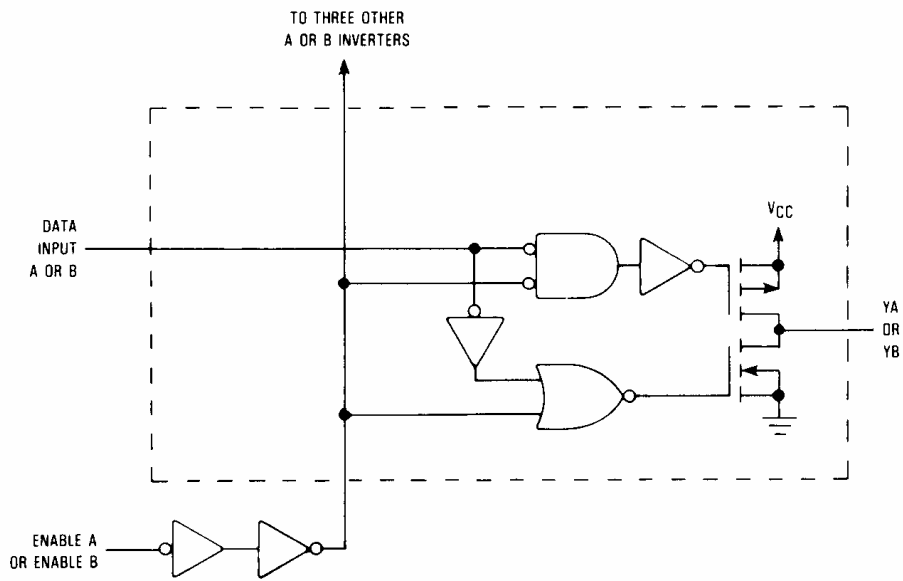 TO THREE OTHER
A OR B INVERTERS
DATA
INPUT
A OR B
VCC
YA
OR
YB
ENABLE A
OR ENABLE B